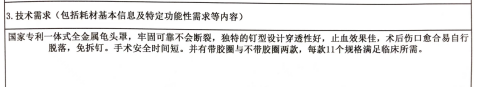 3.技术需求（包括耗材基本信息及特定功能性需求等内容）
国家专利一体式全金属龟头罩，牢固可靠不会断裂，独特的钉型设计穿透性好，止血效果佳，术后伤口愈合易自行
脱落，免拆钉。手术安全时间短。并有带胶圈与不带胶圈两款，每款11个规格满足临床所需。